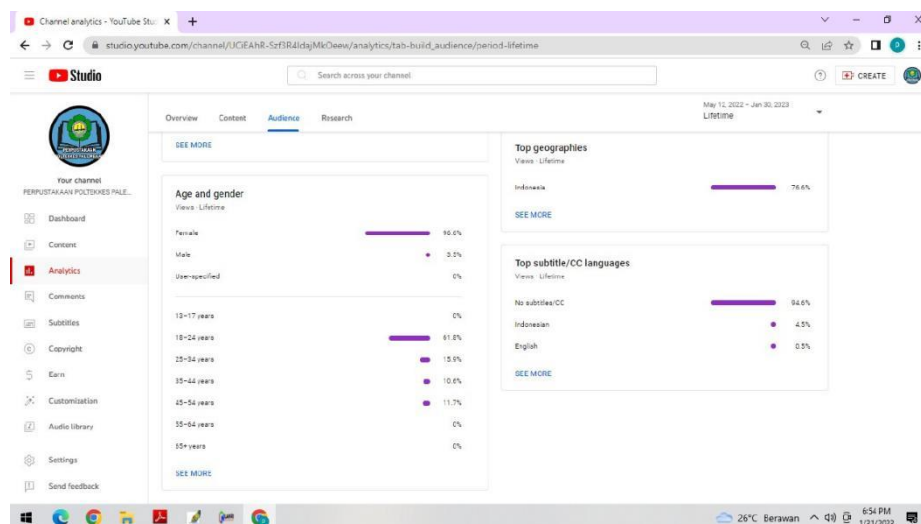 Channel analytics - YouTube Stu
studio.youtube.com/channel/UCiEAhR-Szf3R4IdajMkOeew/analytics/tab-build_audience/period-lifetime
Studio
Search across your channel
CREATE
Your channel
PERPUSTAKAAN POLTEKKES PALE...
Dashboard
Content
Analytics
Comments
Subtitles
Copyright
Earn
Customization
Audio library
Settings
Send feedback
Overview Content Audience Research
May 12, 2022 – Jan 30, 2023
Lifetime
SEE MORE
Age and gender
Views · Lifetime
Female
Male 3.5%
User-specified 0%
13–17 years 0%
18–24 years 61.8%
25–34 years 15.9%
35–44 years 10.6%
45–54 years 11.7%
55–64 years 0%
65+ years 0%
SEE MORE
Top geographies
Views · Lifetime
Indonesia 76.6%
SEE MORE
Top subtitle/CC languages
Views · Lifetime
No subtitles/CC 94.6%
Indonesian 4.5%
English 0.5%
SEE MORE
26°C Berawan
6:54 PM
1/31/2023